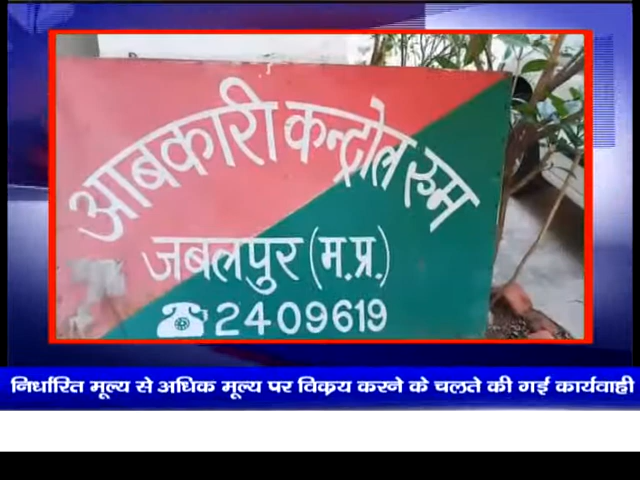 आबकारी कन्ट्रोल रुम
जबलपुर (म.प्र.)
2409619
निर्धारित मूल्य से अधिक मूल्य पर विक्रय करने के चलते की गई कार्यवाही